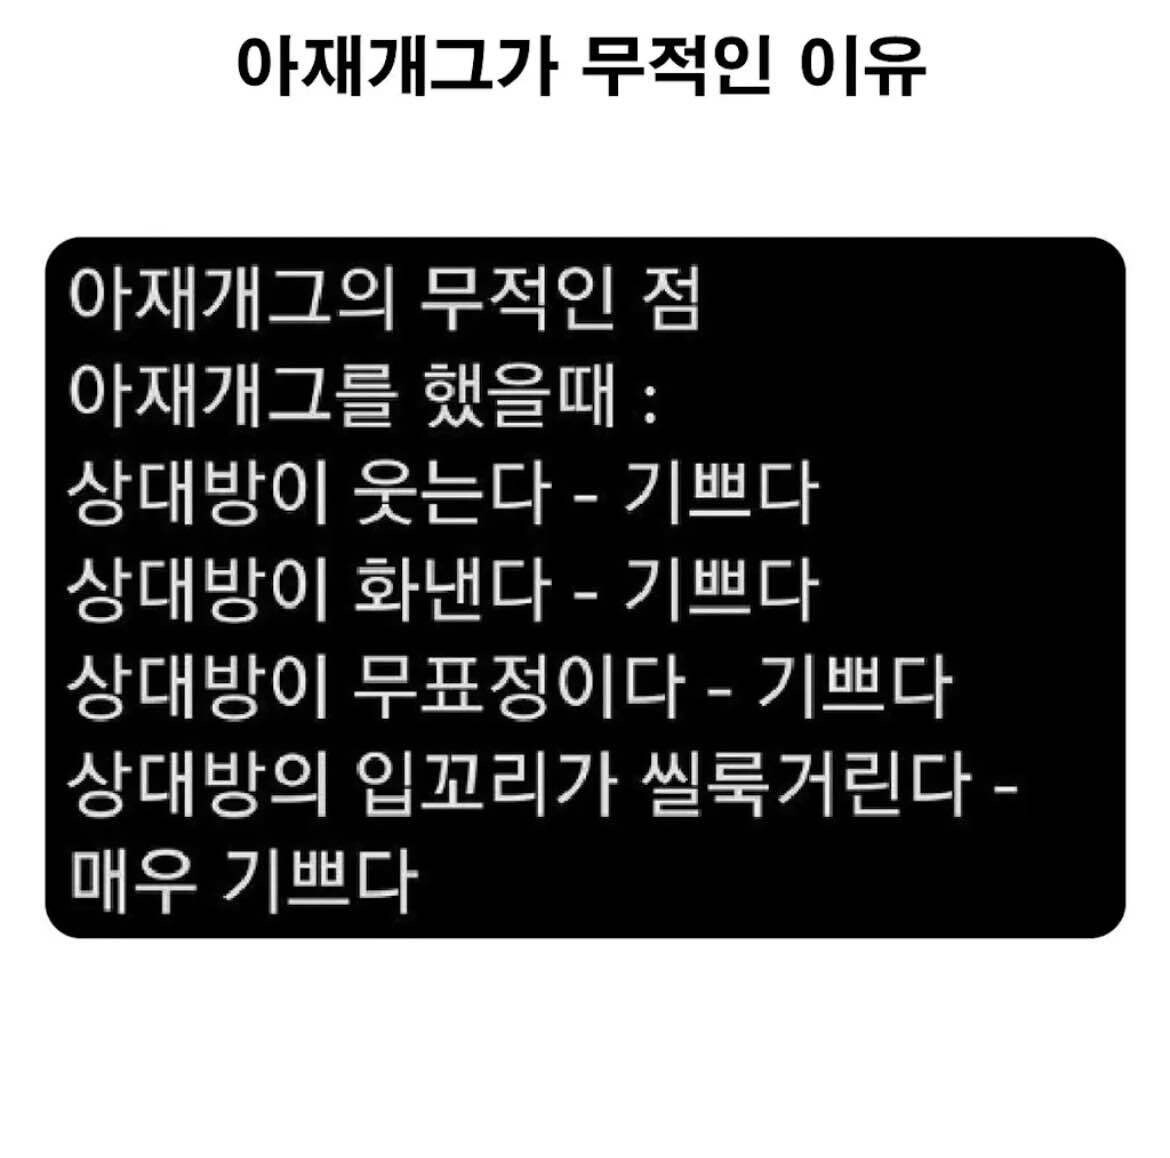 아재개그가 무적인 이유
아재개그의 무적인 점
아재개그를 했을때 :
상대방이 웃는다 - 기쁘다
상대방이 화낸다 - 기쁘다
상대방이 무표정이다 - 기쁘다
상대방의 입꼬리가 씰룩거린다 -
매우 기쁘다